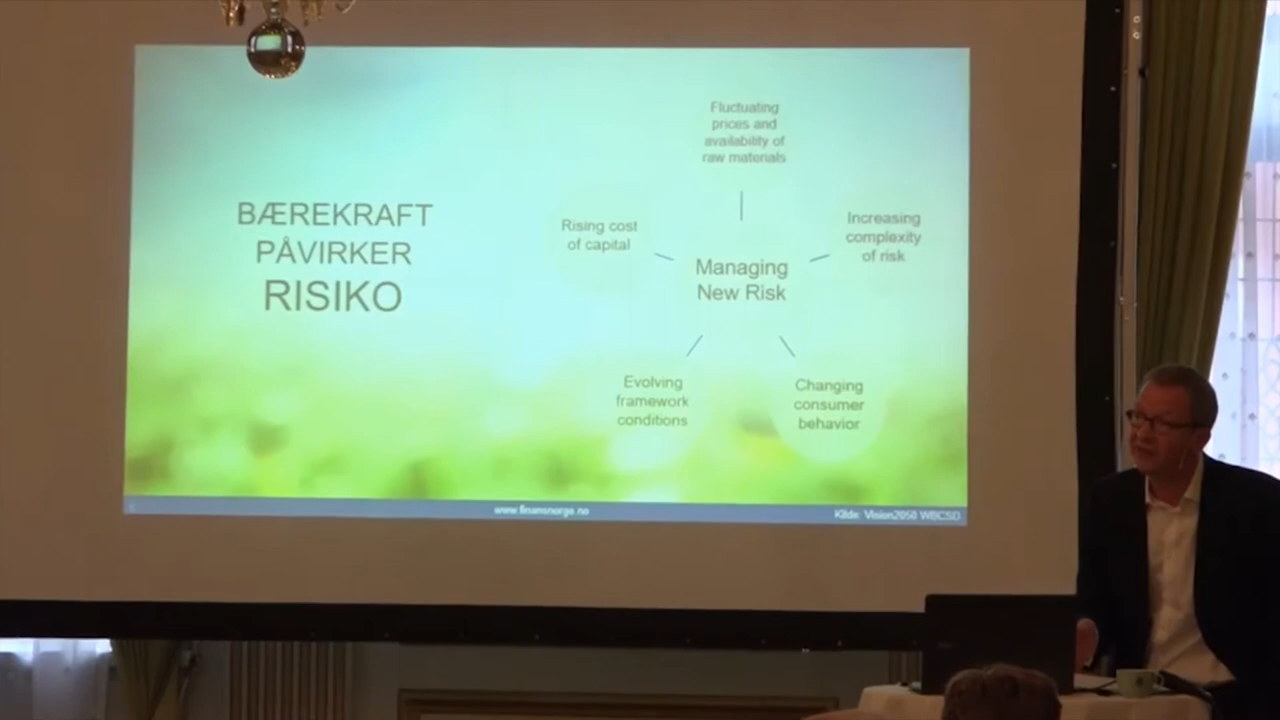 BÆREKRAFT
PÅVIRKER
RISIKO
Fluctuating
prices and
availability of
raw materials
Rising cost
of capital
Increasing
complexity
of risk
Managing
New Risk
Evolving
framework
conditions
Changing
consumer
behavior
www.finansnorge.no
Kilde: Vision2050 WBCSD